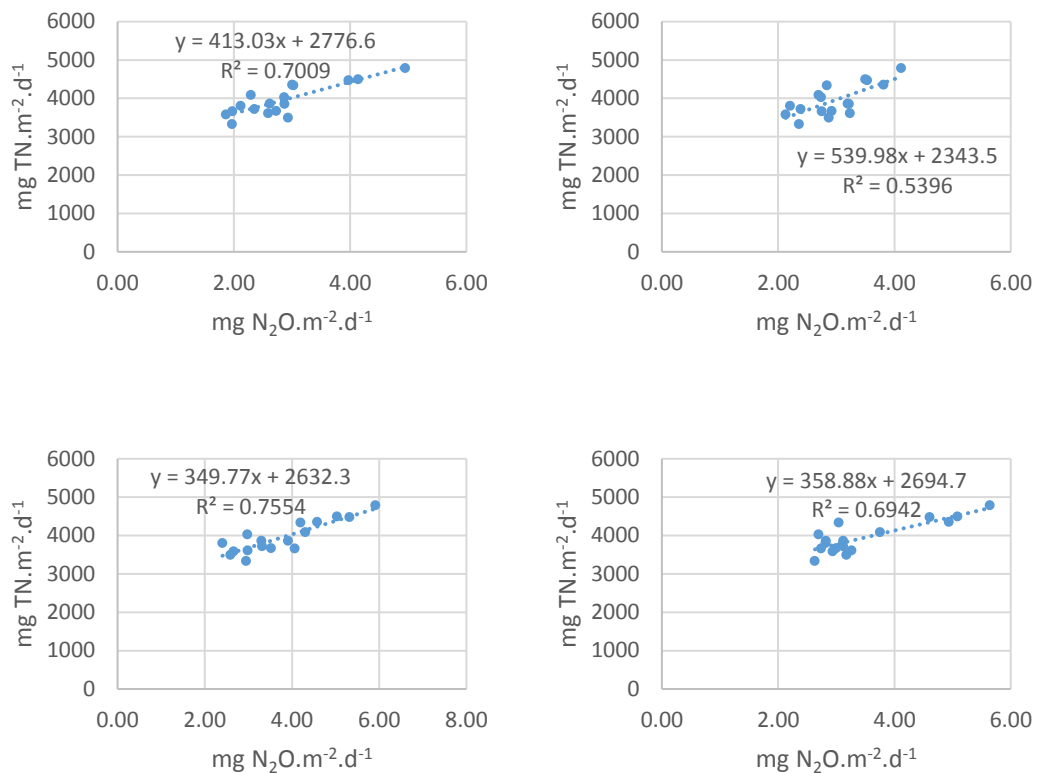 6000
5000
4000
3000
2000
1000
0
mg TN.m⁻².d⁻¹
y = 413.03x + 2776.6
R² = 0.7009
0.00 2.00 4.00 6.00
mg N₂O.m⁻².d⁻¹
6000
5000
4000
3000
2000
1000
0
mg TN.m⁻².d⁻¹
y = 539.98x + 2343.5
R² = 0.5396
0.00 2.00 4.00 6.00
mg N₂O.m⁻².d⁻¹
6000
5000
4000
3000
2000
1000
0
mg TN.m⁻².d⁻¹
y = 349.77x + 2632.3
R² = 0.7554
0.00 2.00 4.00 6.00 8.00
mg N₂O.m⁻².d⁻¹
6000
5000
4000
3000
2000
1000
0
mg TN.m⁻².d⁻¹
y = 358.88x + 2694.7
R² = 0.6942
0.00 2.00 4.00 6.00
mg N₂O.m⁻².d⁻¹